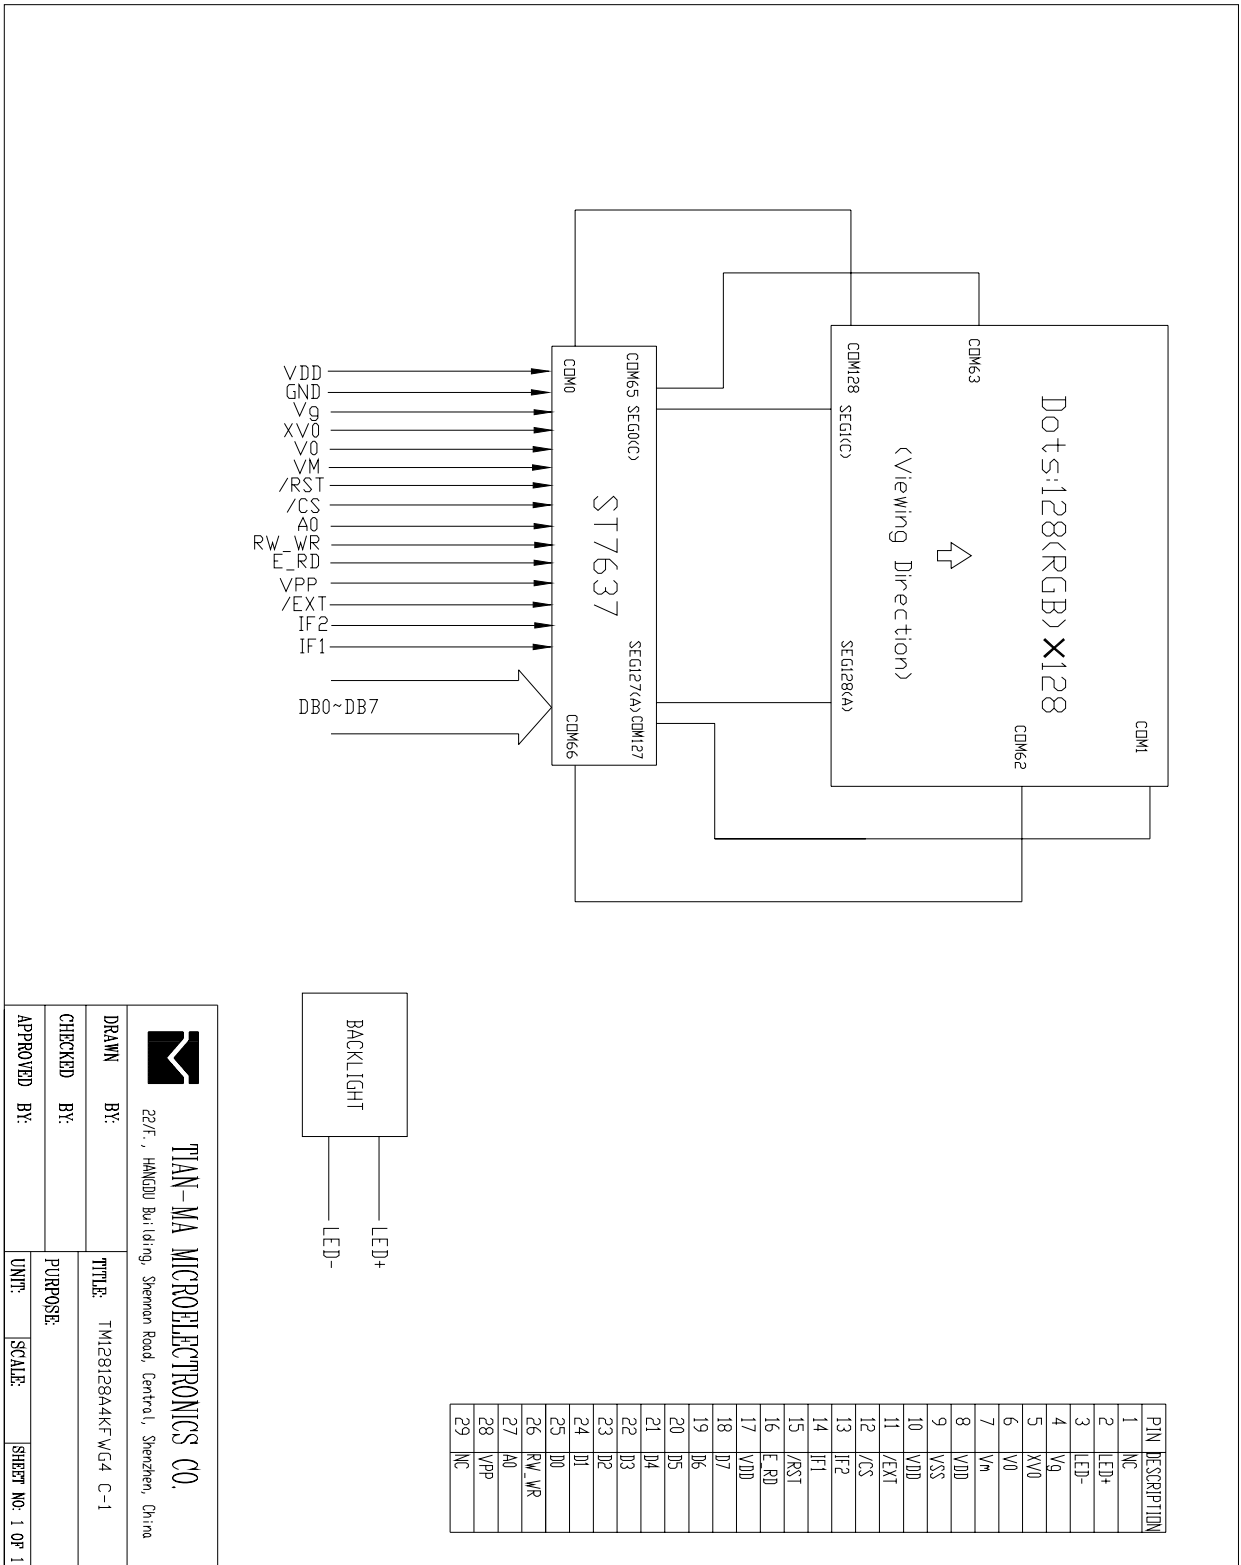 COM128
COM63
SEG1(C)
Dots:128(RGB)X128
(Viewing Direction)
SEG128(A)
COM62
COM1
COM0
COM65
SEG0(C)
ST7637
SEG127(A)
COM127
COM66
VDD
GND
Vg
XV0
V0
VM
/RST
/CS
A0
RW_WR
E_RD
VPP
/EXT
IF2
IF1
DB0~DB7
BACKLIGHT
LED+
LED-
PIN DESCRIPTION
1 NC
2 LED+
3 LED-
4 Vg
5 XV0
6 V0
7 Vm
8 VDD
9 VSS
10 VDD
11 /EXT
12 /CS
13 IF2
14 IF1
15 /RST
16 E_RD
17 VDD
18 D7
19 D6
20 D5
21 D4
22 D3
23 D2
24 D1
25 D0
26 RW_WR
27 A0
28 VPP
29 NC
TIAN-MA MICROELECTRONICS CO.
22/F., HANGDU Building, Shennan Road, Central, Shenzhen, China
DRAWN BY:
TITLE: TM128128A4KFWG4 C-1
CHECKED BY:
PURPOSE:
APPROVED BY:
UNIT:
SCALE:
SHEET NO: 1 OF 1